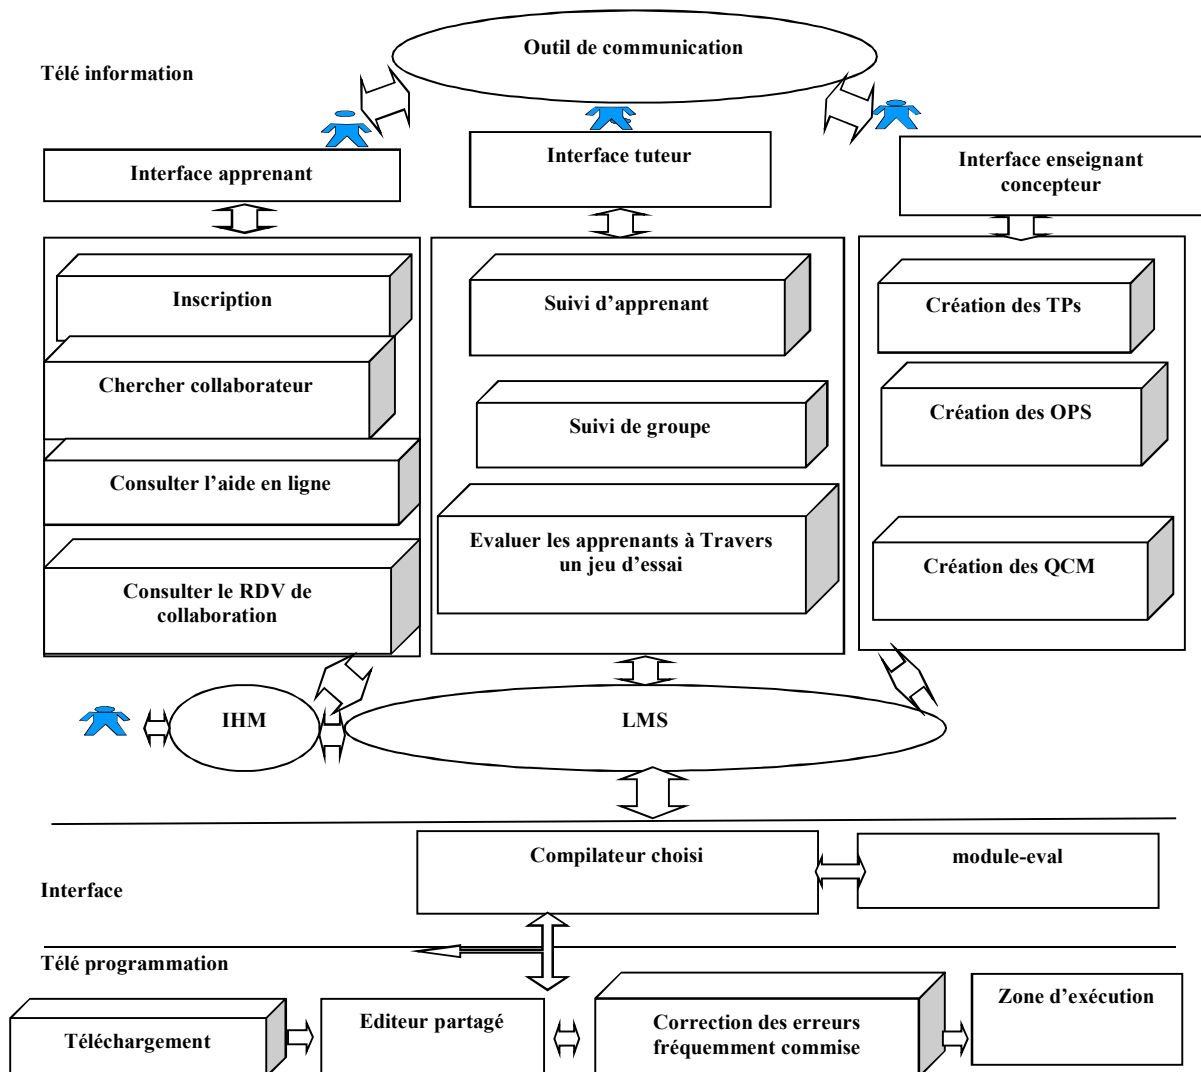 Outil de communication
Télé information
Interface apprenant
Interface tuteur
Interface enseignant
concepteur
Inscription
Chercher collaborateur
Consulter l’aide en ligne
Consulter le RDV de
collaboration
Suivi d’apprenant
Suivi de groupe
Evaluer les apprenants à Travers
un jeu d’essai
Création des TPs
Création des OPS
Création des QCM
IHM
LMS
Compilateur choisi
module-eval
Interface
Télé programmation
Téléchargement
Editeur partagé
Correction des erreurs
fréquemment commise
Zone d’exécution